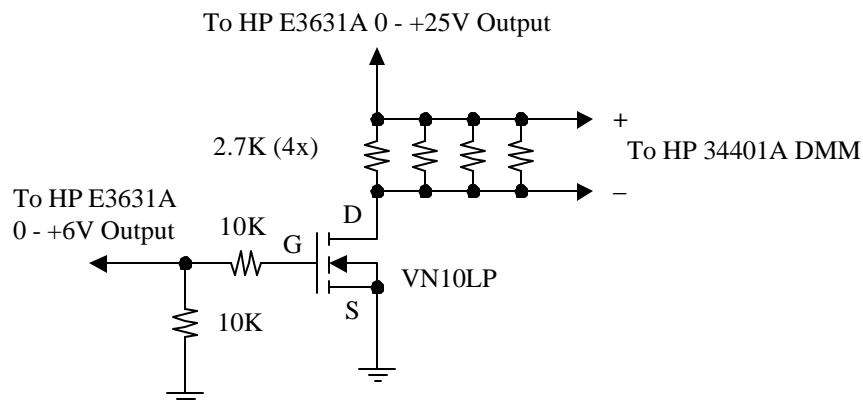 To HP E3631A 0 - +25V Output
+
2.7K (4x)
To HP 34401A DMM
–
To HP E3631A
0 - +6V Output
10K
D
G
VN10LP
S
10K